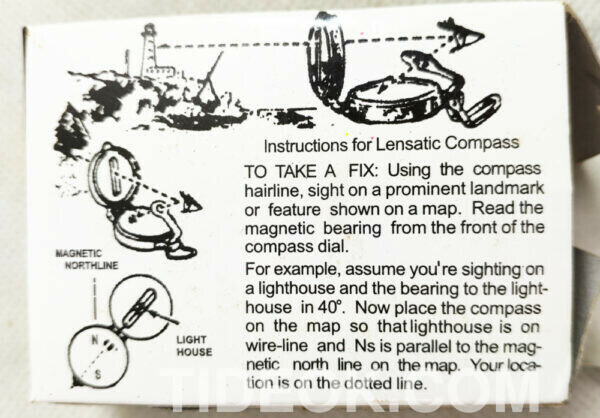 Instructions for Lensatic Compass
TO TAKE A FIX: Using the compass
hairline, sight on a prominent landmark
or feature shown on a map. Read the
magnetic bearing from the front of the
compass dial.
For example, assume you're sighting on
a lighthouse and the bearing to the light-
house in 40°. Now place the compass
on the map so that lighthouse is on
wire-line and Ns is parallel to the mag-
netic north line on the map. Your loca-
tion is on the dotted line.
MAGNETIC
NORTHLINE
LIGHT
HOUSE
N
S
TIDEOK.COM